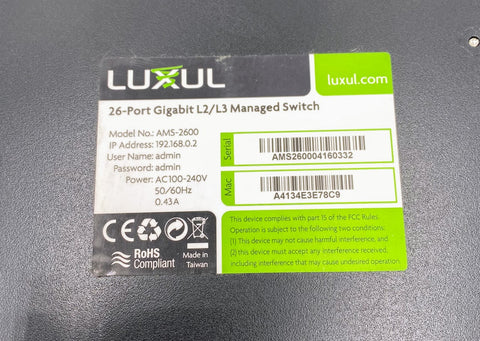 LUXUL
luxul.com
26-Port Gigabit L2/L3 Managed Switch
Model No.: AMS-2600
IP Address: 192.168.0.2
User Name: admin
Password: admin
Power: AC100-240V
50/60Hz
0.43A
Serial
AMS260004160332
Mac
A4134E3E78C9
CE
RoHS
Compliant
Made in
Taiwan
This device complies with part 15 of the FCC Rules.
Operation is subject to the following two conditions:
(1) This device may not cause harmful interference, and
(2) this device must accept any interference received,
including interference that may cause undesired operation.